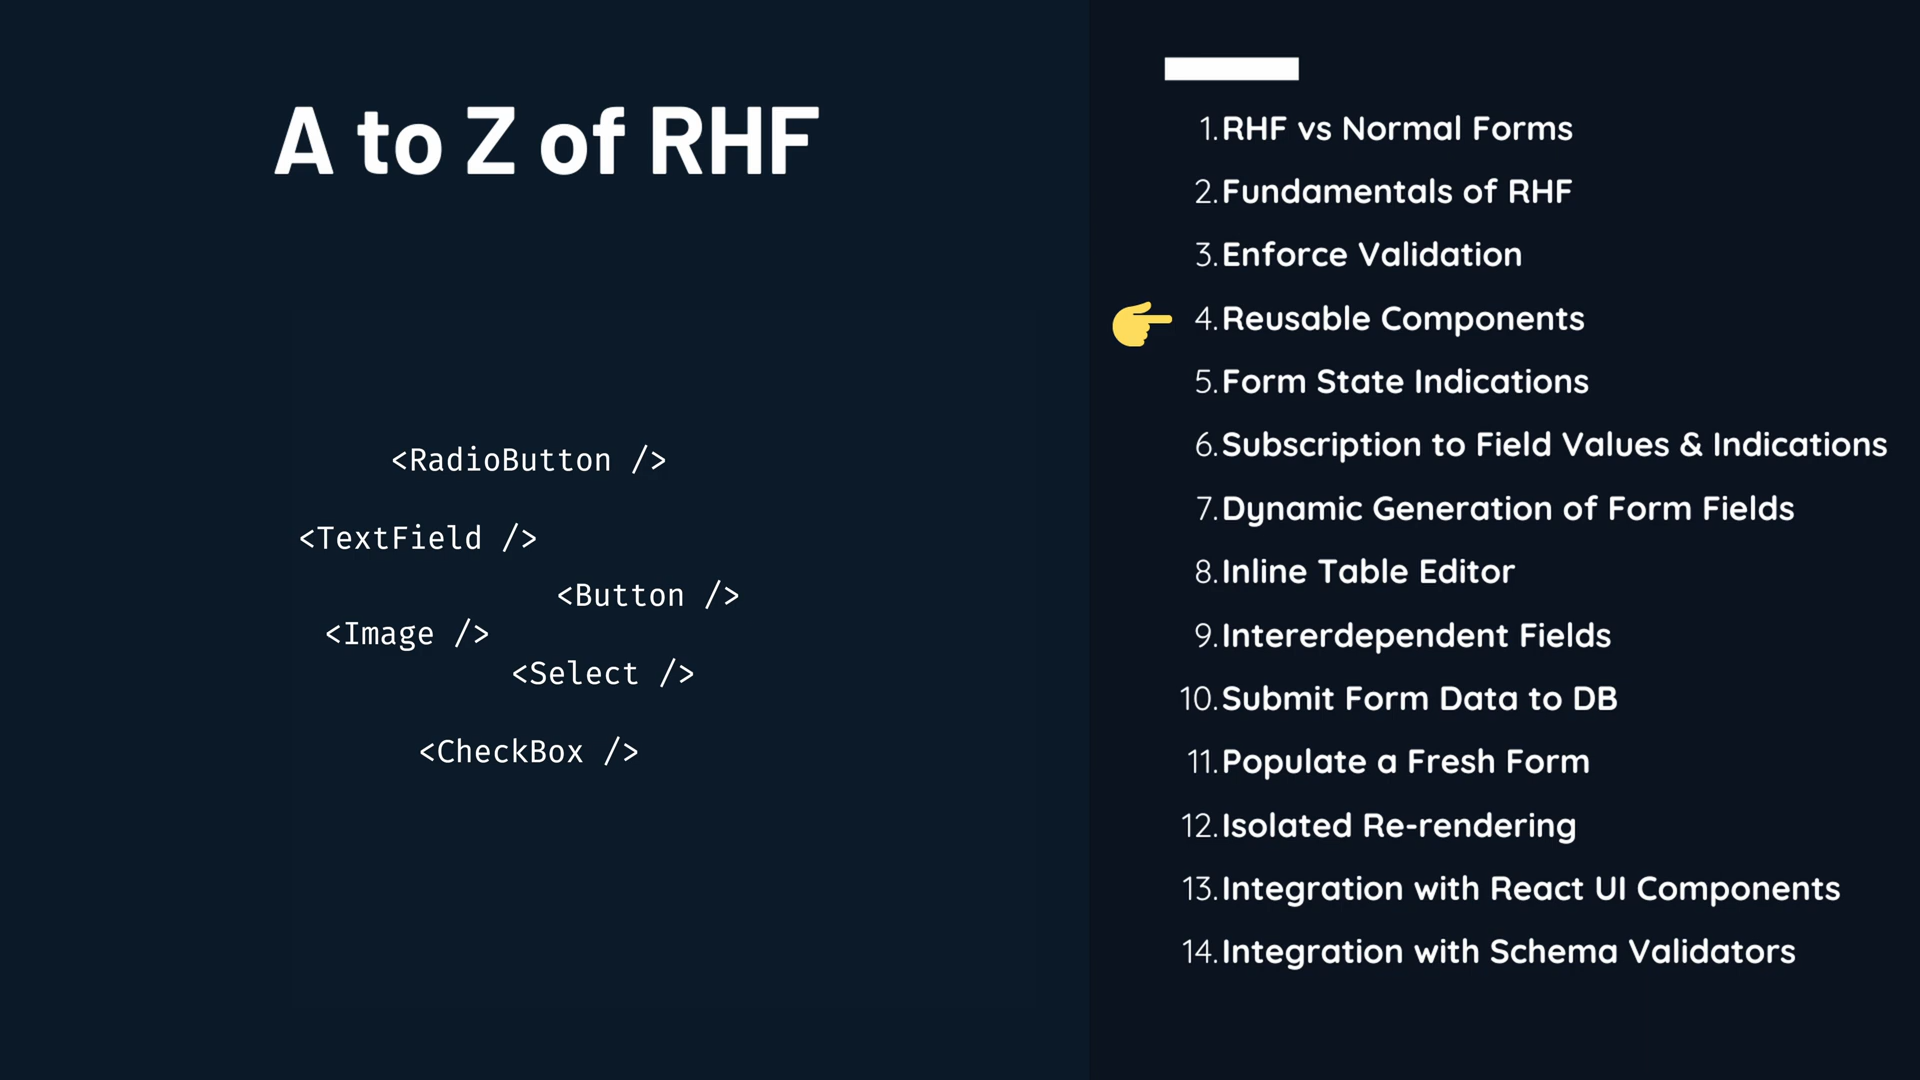 A to Z of RHF
<RadioButton />
<TextField />
<Button />
<Image />
<Select />
<CheckBox />
1. RHF vs Normal Forms
2. Fundamentals of RHF
3. Enforce Validation
4. Reusable Components
5. Form State Indications
6. Subscription to Field Values & Indications
7. Dynamic Generation of Form Fields
8. Inline Table Editor
9. Intererdependent Fields
10. Submit Form Data to DB
11. Populate a Fresh Form
12. Isolated Re-rendering
13. Integration with React UI Components
14. Integration with Schema Validators